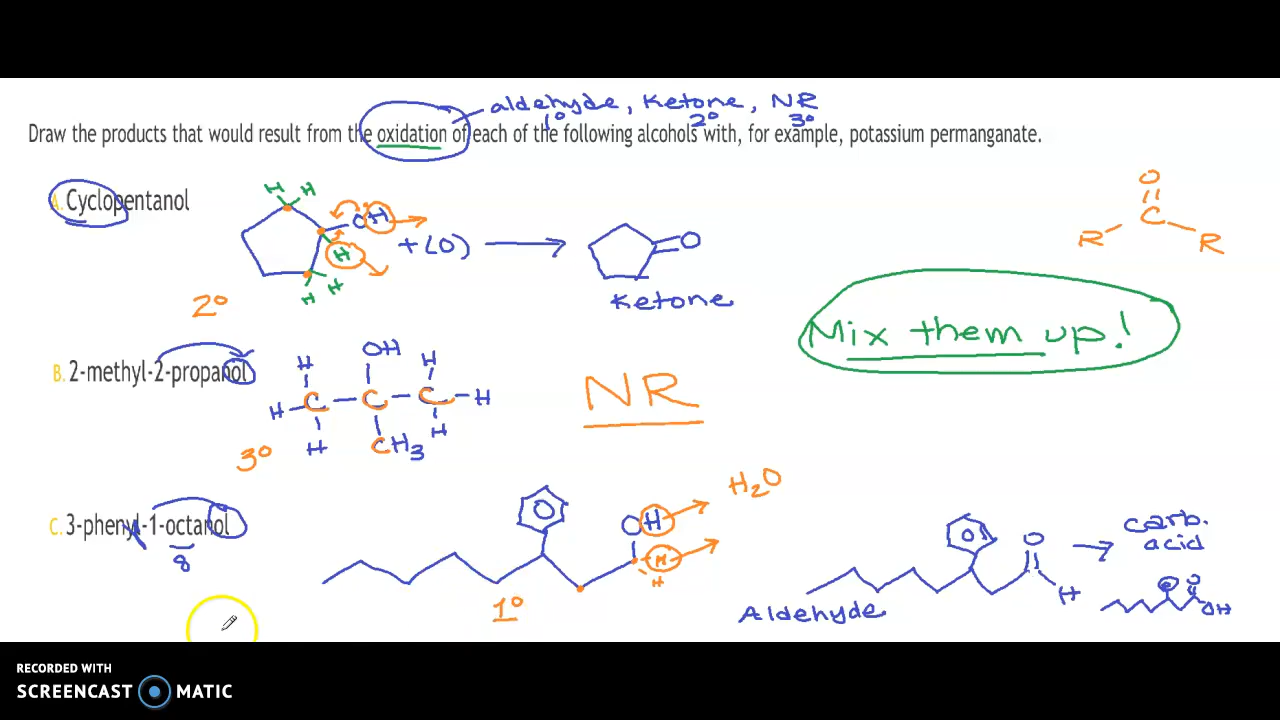 aldehyde, Ketone, NR
1° 2° 3°
Draw the products that would result from the oxidation of each of the following alcohols with, for example, potassium permanganate.
A. Cyclopentanol
H H
OH
H
H H
2°
+ (O)
O
Ketone
O
C
R R
Mix them up!
B. 2-methyl-2-propanol
OH
H H
H C C C H
H CH3 H
3°
NR
C. 3-phenyl-1-octanol
8
OH
H
H
H2O
1°
O
H
Aldehyde
carb.
acid
O
OH
RECORDED WITH
SCREENCAST MATIC